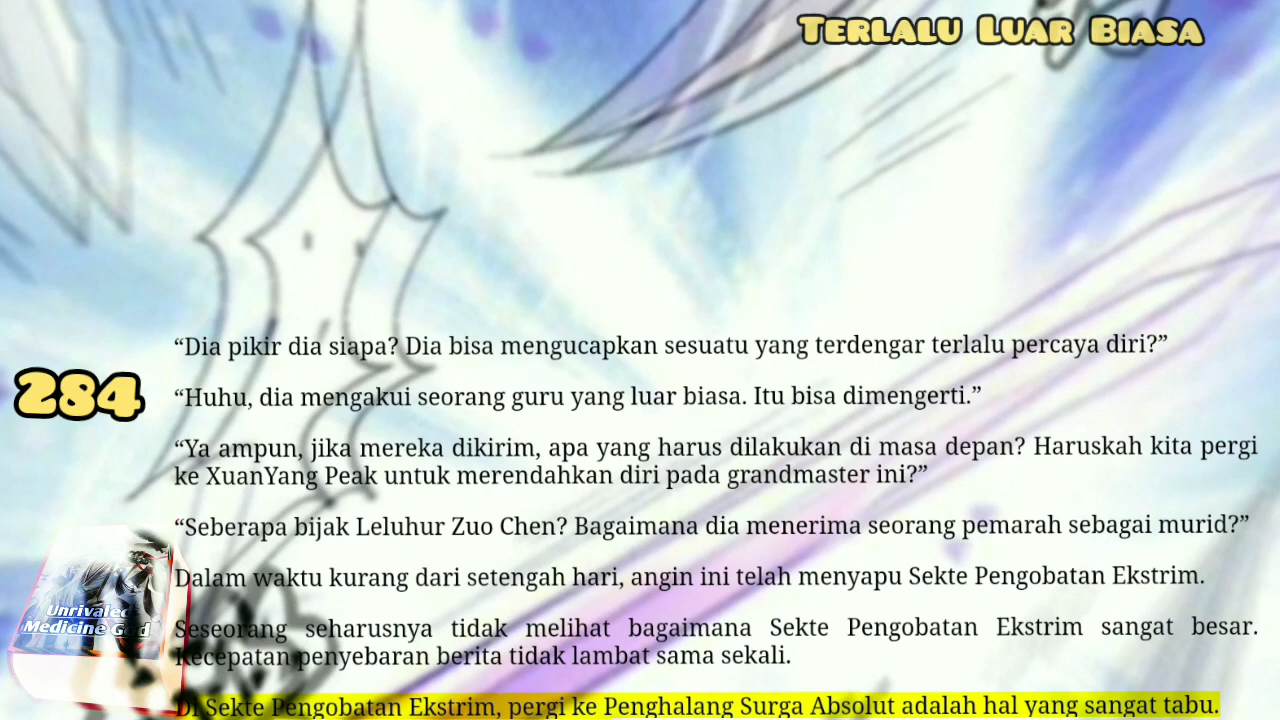 Terlalu Luar Biasa
“Dia pikir dia siapa? Dia bisa mengucapkan sesuatu yang terdengar terlalu percaya diri?”
284
“Huhu, dia mengakui seorang guru yang luar biasa. Itu bisa dimengerti.”
“Ya ampun, jika mereka dikirim, apa yang harus dilakukan di masa depan? Haruskah kita pergi
ke XuanYang Peak untuk merendahkan diri pada grandmaster ini?”
“Seberapa bijak Leluhur Zuo Chen? Bagaimana dia menerima seorang pemarah sebagai murid?”
Dalam waktu kurang dari setengah hari, angin ini telah menyapu Sekte Pengobatan Ekstrim.
Unrivaled
Medicine God
Seseorang seharusnya tidak melihat bagaimana Sekte Pengobatan Ekstrim sangat besar.
Kecepatan penyebaran berita tidak lambat sama sekali.
Di Sekte Pengobatan Ekstrim, pergi ke Penghalang Surga Absolut adalah hal yang sangat tabu.